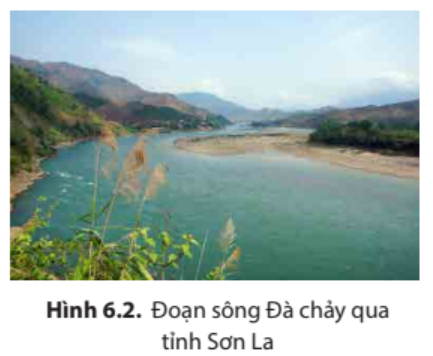 Hình 6.2. Đoạn sông Đà chảy qua
tỉnh Sơn La